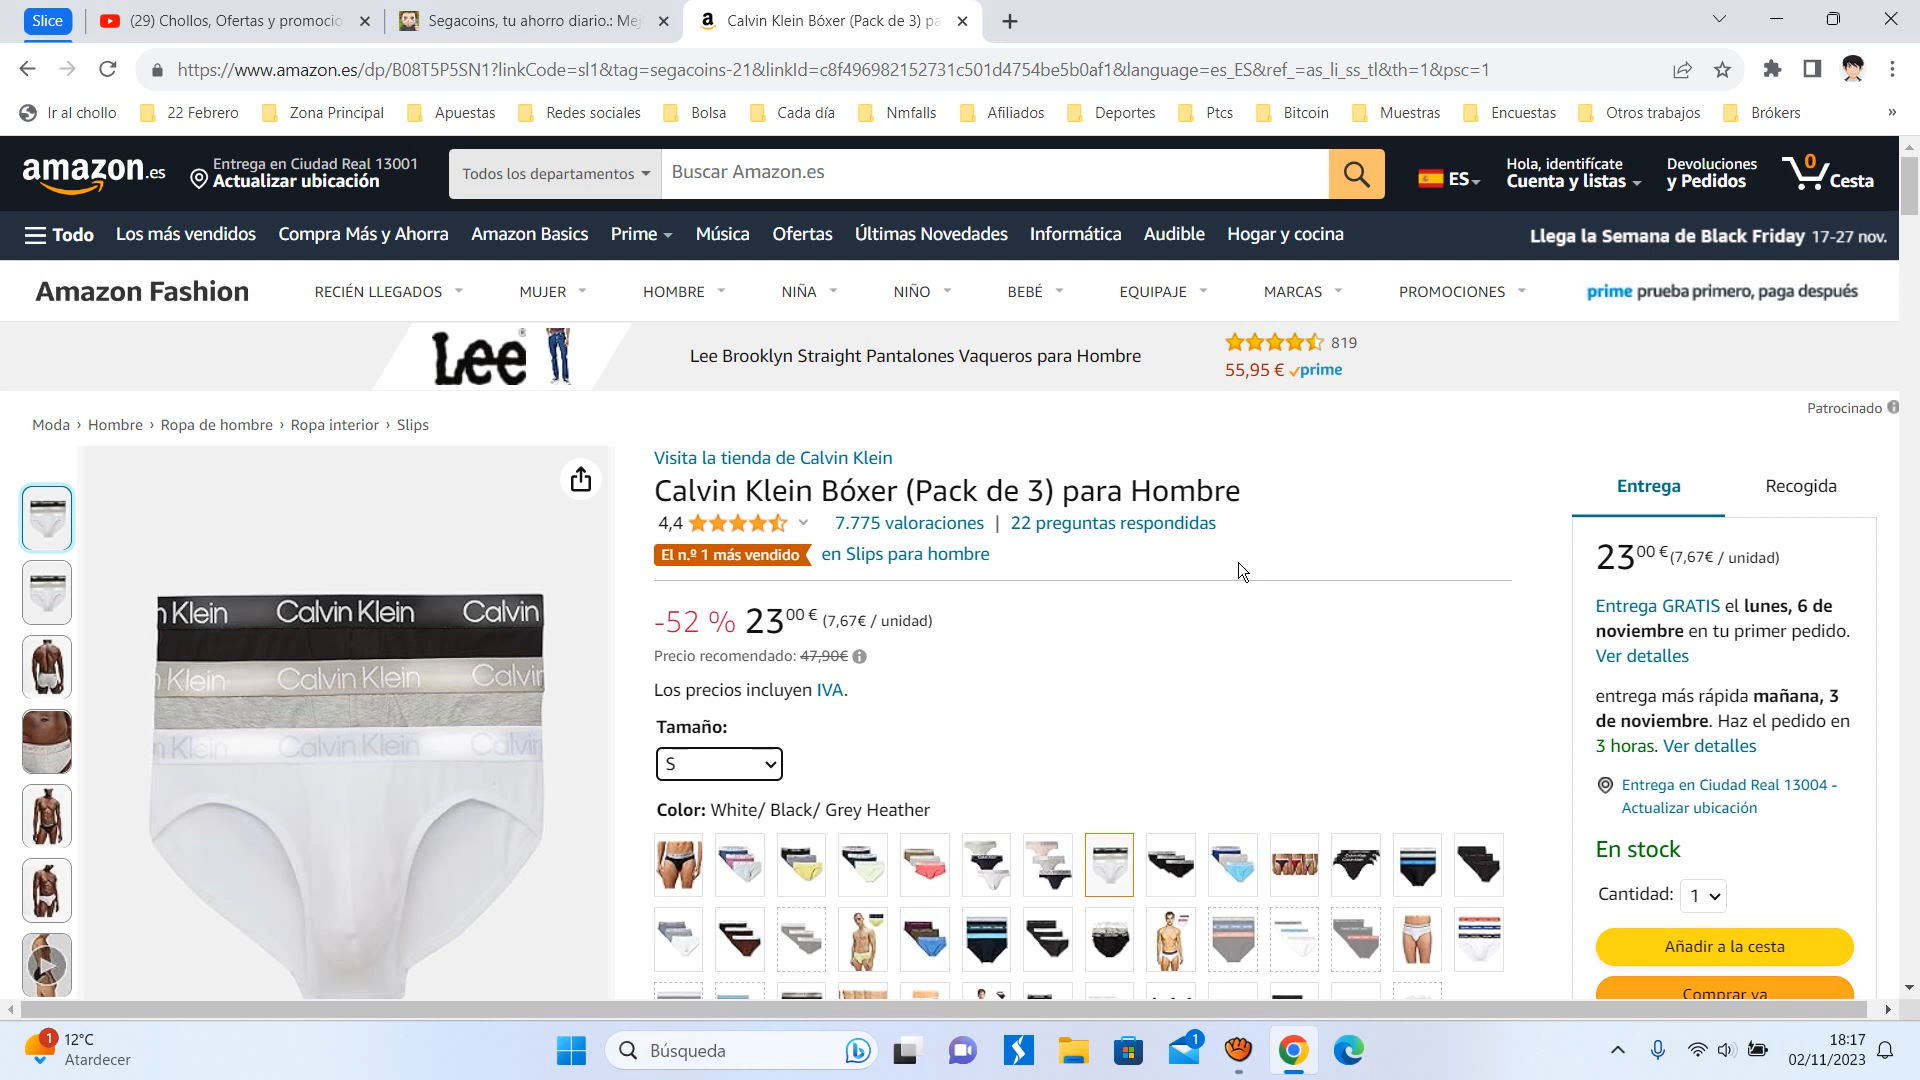 Slice
(29) Chollos, Ofertas y promocio
Segacoins, tu ahorro diario.: Mej
Calvin Klein Bóxer (Pack de 3) pa
https://www.amazon.es/dp/B08T5P5SN1?linkCode=sl1&tag=segacoins-21&linkId=c8f496982152731c501d4754be5b0af1&language=es_ES&ref_=as_li_ss_tl&th=1&psc=1
Ir al chollo
22 Febrero
Zona Principal
Apuestas
Redes sociales
Bolsa
Cada día
Nmfalls
Afiliados
Deportes
Ptcs
Bitcoin
Muestras
Encuestas
Otros trabajos
Brókers
»
amazon.es
Entrega en Ciudad Real 13001
Actualizar ubicación
Todos los departamentos
Buscar Amazon.es
ES
Hola, identifícate
Cuenta y listas
Devoluciones
y Pedidos
0
Cesta
Todo
Los más vendidos
Compra Más y Ahorra
Amazon Basics
Prime
Música
Ofertas
Últimas Novedades
Informática
Audible
Hogar y cocina
Llega la Semana de Black Friday 17-27 nov.
Amazon Fashion
RECIÉN LLEGADOS
MUJER
HOMBRE
NIÑA
NIÑO
BEBÉ
EQUIPAJE
MARCAS
PROMOCIONES
prime prueba primero, paga después
Lee®
Lee Brooklyn Straight Pantalones Vaqueros para Hombre
819
55,95 € prime
Patrocinado
Moda › Hombre › Ropa de hombre › Ropa interior › Slips
n Klein Calvin Klein Calvin
n Klein Calvin Klein Calvin
n Klein Calvin Klein Calvin
Visita la tienda de Calvin Klein
Calvin Klein Bóxer (Pack de 3) para Hombre
4,4
7.775 valoraciones | 22 preguntas respondidas
El n.º 1 más vendido en Slips para hombre
-52 % 23,00 € (7,67€ / unidad)
Precio recomendado: 47,90€
Los precios incluyen IVA.
Tamaño:
S
Color: White/ Black/ Grey Heather
Entrega
Recogida
23,00 € (7,67€ / unidad)
Entrega GRATIS el lunes, 6 de
noviembre en tu primer pedido.
Ver detalles
entrega más rápida mañana, 3
de noviembre. Haz el pedido en
3 horas. Ver detalles
Entrega en Ciudad Real 13004 -
Actualizar ubicación
En stock
Cantidad: 1
Añadir a la cesta
Comprar ya
1
12°C
Atardecer
Búsqueda
1
18:17
02/11/2023